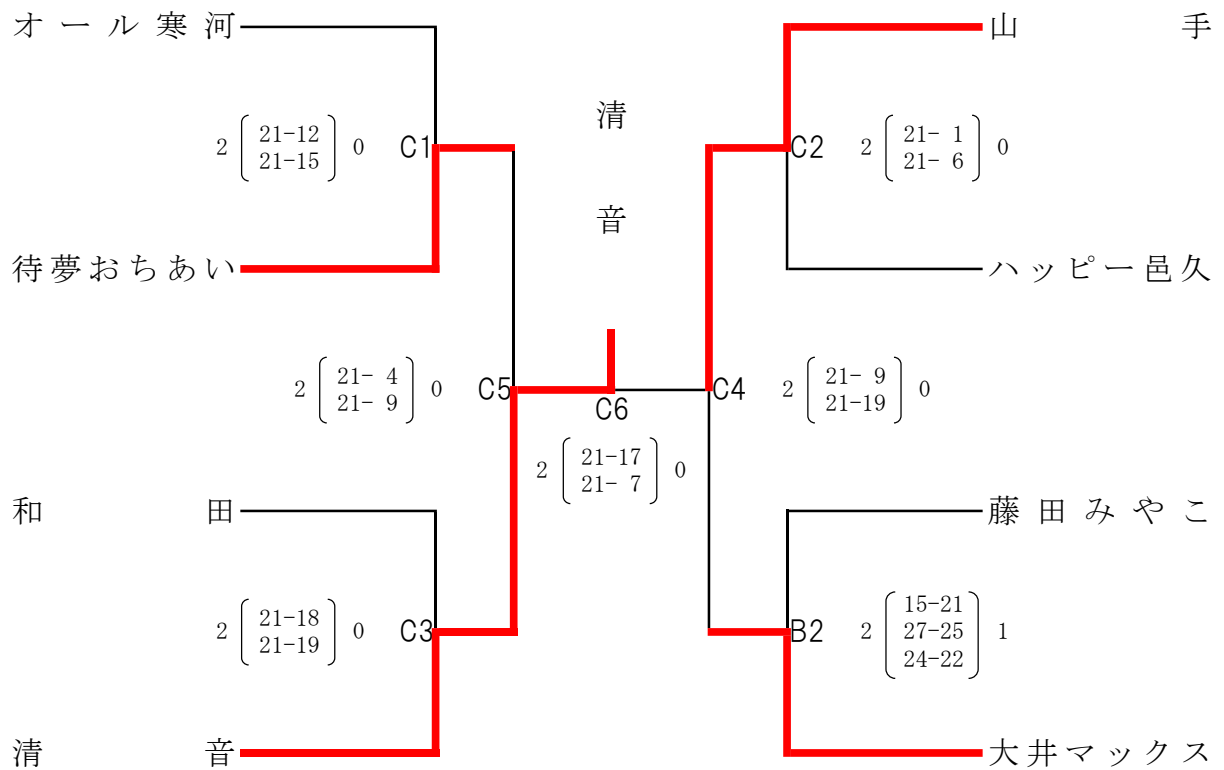 オール寒河
山手
清音
2 [21-12 21-15] 0 C1
C2 2 [21- 1 21- 6] 0
待夢おちあい
ハッピー邑久
2 [21- 4 21- 9] 0 C5
C6
C4 2 [21- 9 21-19] 0
2 [21-17 21- 7] 0
和田
藤田みやこ
2 [21-18 21-19] 0 C3
B2 2 [15-21 27-25 24-22] 1
清音
大井マックス